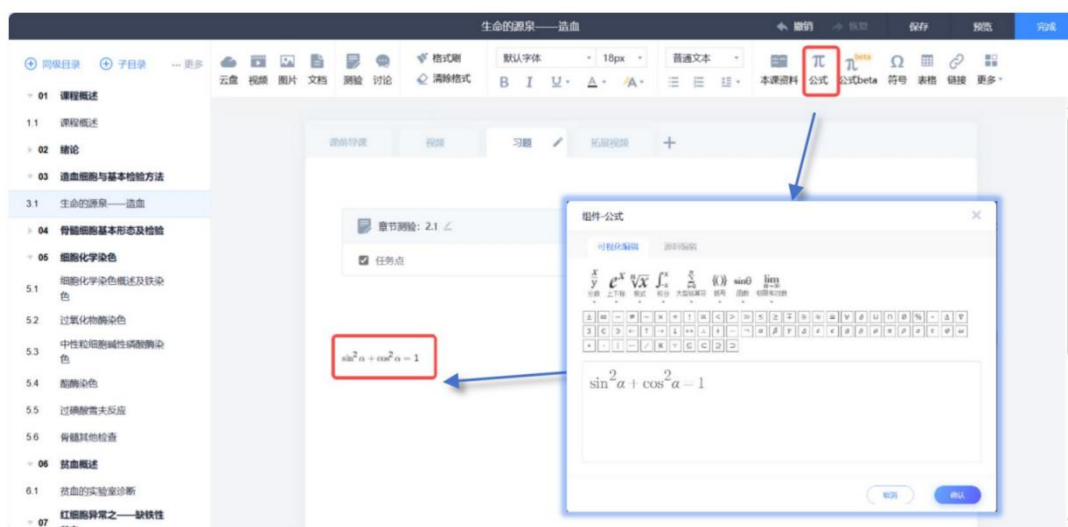 生命的源泉——造血
撤销 恢复 保存 预览 完成
同级目录 子目录 ... 更多
云盘 视频 图片 文档 测验 讨论
格式刷
清除格式
默认字体 18px 普通文本
B I U A A
本课资料 公式 公式beta 符号 表格 链接 更多
01 课程概述
1.1 课程概述
02 绪论
03 造血细胞与基本检验方法
3.1 生命的源泉——造血
04 骨髓细胞基本形态及检验
05 细胞化学染色
5.1 细胞化学染色概述及铁染
色
5.2 过氧化物酶染色
5.3 中性粒细胞碱性磷酸酶染
色
5.4 酯酶染色
5.5 过碘酸雪夫反应
5.6 骨髓其他检查
06 贫血概述
6.1 贫血的实验室诊断
07 红细胞异常之——缺铁性
课前导课 视频 习题 拓展视频 +
章节测验：2.1
任务点
sin² α + cos² α = 1
组件-公式
可视化编辑 源码编辑
分数 上下标 根式 积分 大型运算符 括号 函数 极限和对数
sin²α + cos²α = 1
取消 确认